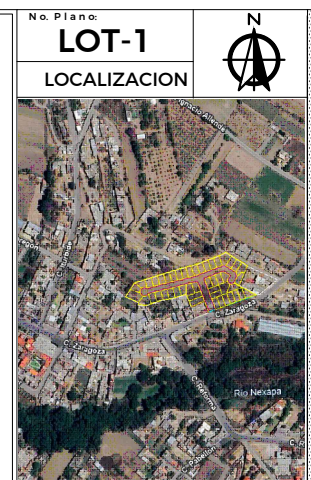 No. Plano:
LOT-1
N
LOCALIZACION
Ignacio Allende
C. Zaragoza
C. Zaragoza
C. Reforma
Rio Nexapa